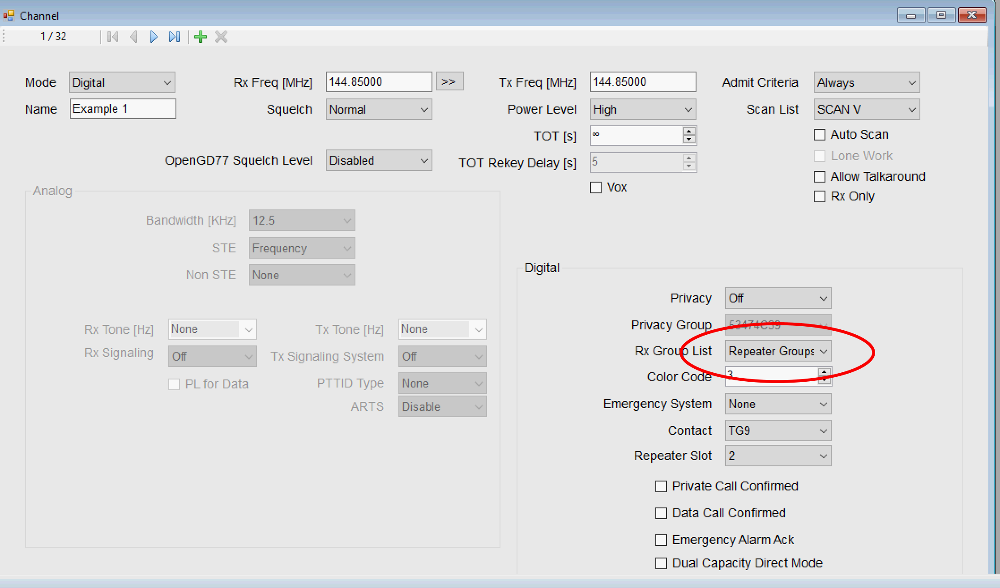 Channel
1 / 32
Mode Digital Rx Freq [MHz] 144.85000 >> Tx Freq [MHz] 144.85000 Admit Criteria Always
Name Example 1 Squelch Normal Power Level High Scan List SCAN V
TOT [s] ∞ Auto Scan
OpenGD77 Squelch Level Disabled TOT Rekey Delay [s] 5 Lone Work
Allow Talkaround
Vox Rx Only
Analog
Bandwidth [KHz] 12.5
STE Frequency
Non STE None
Rx Tone [Hz] None Tx Tone [Hz] None
Rx Signaling Off Tx Signaling System Off
PL for Data PTTID Type None
ARTS Disable
Digital
Privacy Off
Privacy Group 53474C39
Rx Group List Repeater Groups
Color Code 3
Emergency System None
Contact TG9
Repeater Slot 2
Private Call Confirmed
Data Call Confirmed
Emergency Alarm Ack
Dual Capacity Direct Mode